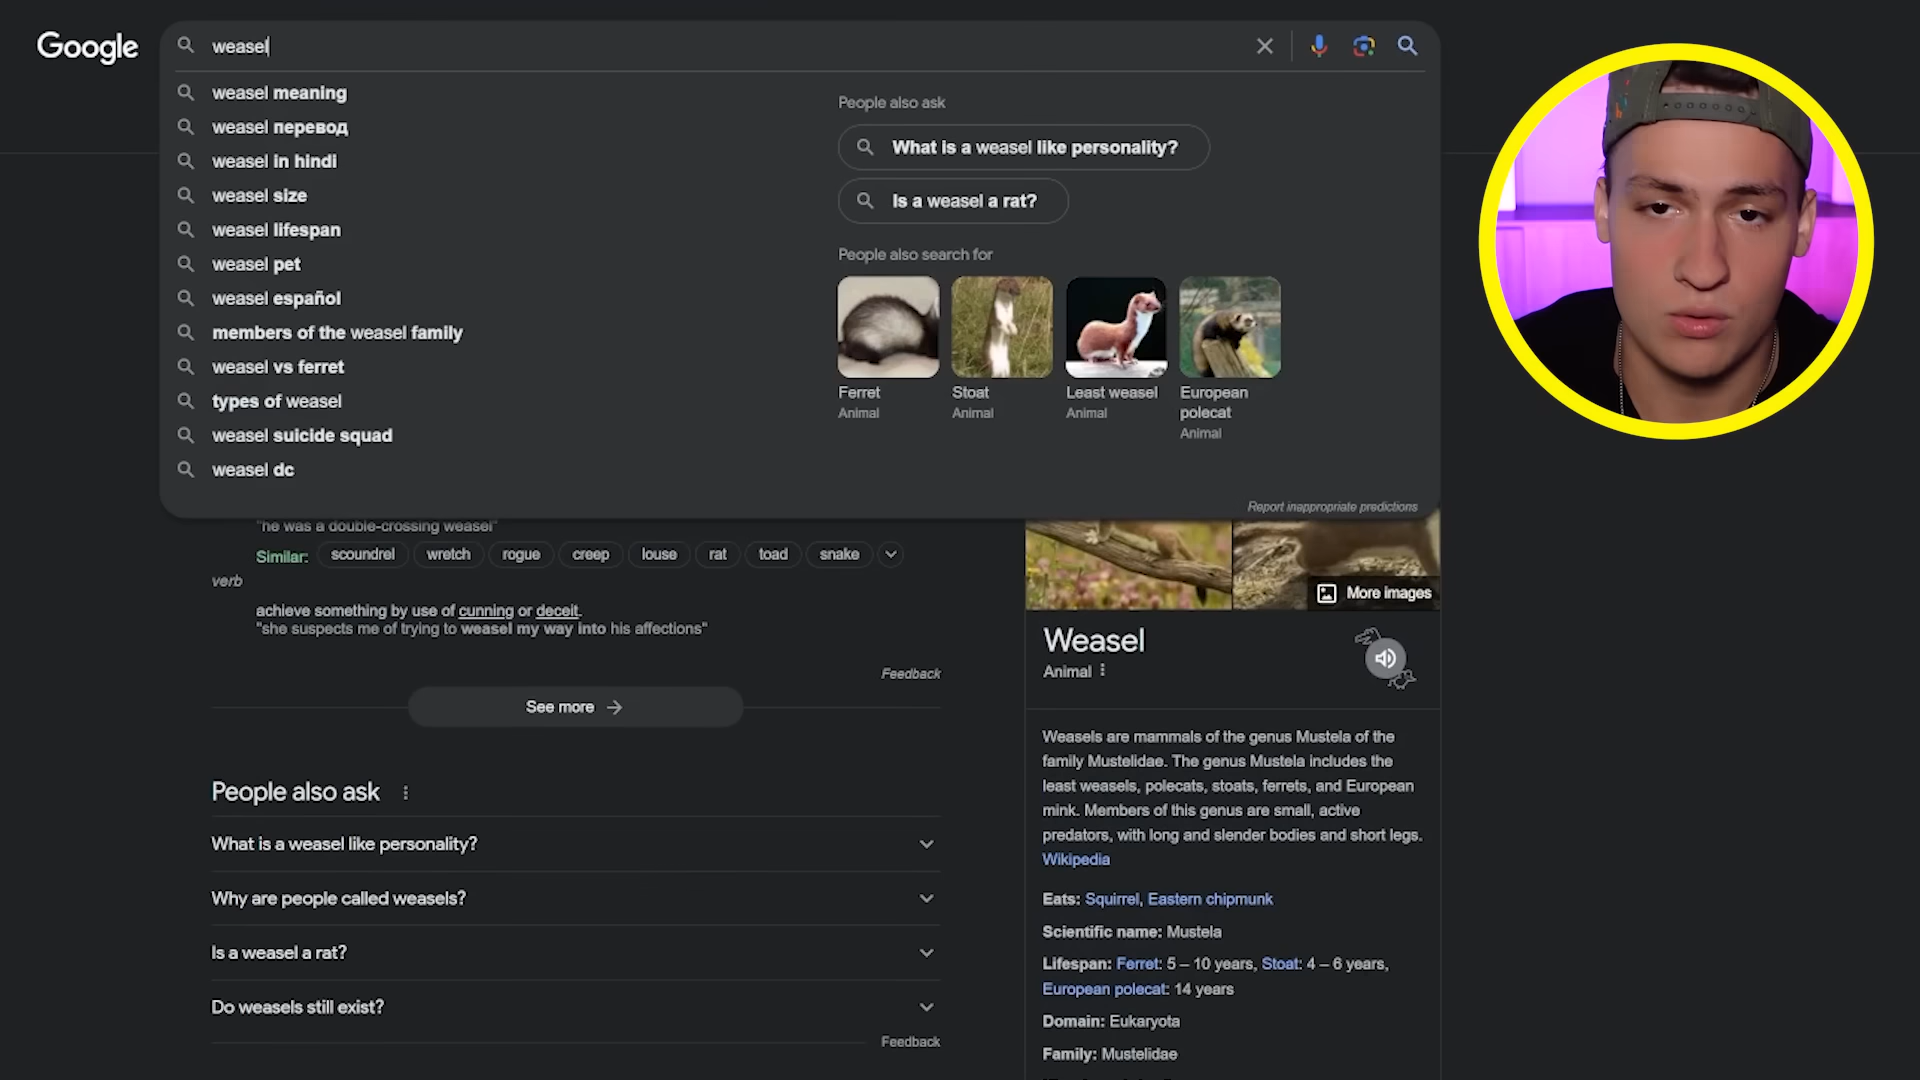 Google
weasel
weasel meaning
weasel перевод
weasel in hindi
weasel size
weasel lifespan
weasel pet
weasel español
members of the weasel family
weasel vs ferret
types of weasel
weasel suicide squad
weasel dc
People also ask
What is a weasel like personality?
Is a weasel a rat?
People also search for
Ferret
Animal
Stoat
Animal
Least weasel
Animal
European
polecat
Animal
Report inappropriate predictions
"he was a double-crossing weasel"
Similar:
scoundrel
wretch
rogue
creep
louse
rat
toad
snake
verb
achieve something by use of cunning or deceit.
"she suspects me of trying to weasel my way into his affections"
Feedback
See more
People also ask
What is a weasel like personality?
Why are people called weasels?
Is a weasel a rat?
Do weasels still exist?
Feedback
More images
Weasel
Animal
Weasels are mammals of the genus Mustela of the
family Mustelidae. The genus Mustela includes the
least weasels, polecats, stoats, ferrets, and European
mink. Members of this genus are small, active
predators, with long and slender bodies and short legs.
Wikipedia
Eats: Squirrel, Eastern chipmunk
Scientific name: Mustela
Lifespan: Ferret: 5 – 10 years, Stoat: 4 – 6 years,
European polecat: 14 years
Domain: Eukaryota
Family: Mustelidae